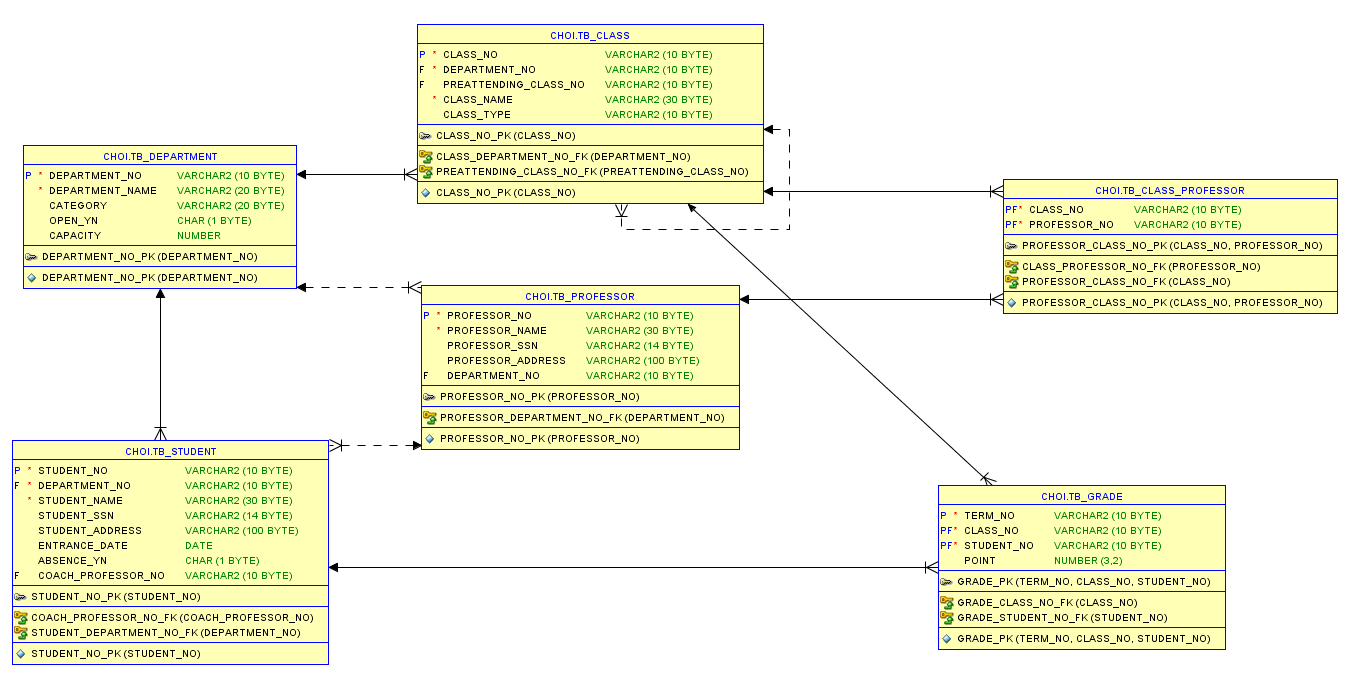 CHOI.TB_CLASS
P * CLASS_NO VARCHAR2 (10 BYTE)
F * DEPARTMENT_NO VARCHAR2 (10 BYTE)
F PREATTENDING_CLASS_NO VARCHAR2 (10 BYTE)
* CLASS_NAME VARCHAR2 (30 BYTE)
CLASS_TYPE VARCHAR2 (10 BYTE)
CLASS_NO_PK (CLASS_NO)
CLASS_DEPARTMENT_NO_FK (DEPARTMENT_NO)
PREATTENDING_CLASS_NO_FK (PREATTENDING_CLASS_NO)
CLASS_NO_PK (CLASS_NO)
CHOI.TB_DEPARTMENT
P * DEPARTMENT_NO VARCHAR2 (10 BYTE)
* DEPARTMENT_NAME VARCHAR2 (20 BYTE)
CATEGORY VARCHAR2 (20 BYTE)
OPEN_YN CHAR (1 BYTE)
CAPACITY NUMBER
DEPARTMENT_NO_PK (DEPARTMENT_NO)
DEPARTMENT_NO_PK (DEPARTMENT_NO)
CHOI.TB_CLASS_PROFESSOR
PF* CLASS_NO VARCHAR2 (10 BYTE)
PF* PROFESSOR_NO VARCHAR2 (10 BYTE)
PROFESSOR_CLASS_NO_PK (CLASS_NO, PROFESSOR_NO)
CLASS_PROFESSOR_NO_FK (PROFESSOR_NO)
PROFESSOR_CLASS_NO_FK (CLASS_NO)
PROFESSOR_CLASS_NO_PK (CLASS_NO, PROFESSOR_NO)
CHOI.TB_PROFESSOR
P * PROFESSOR_NO VARCHAR2 (10 BYTE)
* PROFESSOR_NAME VARCHAR2 (30 BYTE)
PROFESSOR_SSN VARCHAR2 (14 BYTE)
PROFESSOR_ADDRESS VARCHAR2 (100 BYTE)
F DEPARTMENT_NO VARCHAR2 (10 BYTE)
PROFESSOR_NO_PK (PROFESSOR_NO)
PROFESSOR_DEPARTMENT_NO_FK (DEPARTMENT_NO)
PROFESSOR_NO_PK (PROFESSOR_NO)
CHOI.TB_STUDENT
P * STUDENT_NO VARCHAR2 (10 BYTE)
F * DEPARTMENT_NO VARCHAR2 (10 BYTE)
* STUDENT_NAME VARCHAR2 (30 BYTE)
STUDENT_SSN VARCHAR2 (14 BYTE)
STUDENT_ADDRESS VARCHAR2 (100 BYTE)
ENTRANCE_DATE DATE
ABSENCE_YN CHAR (1 BYTE)
F COACH_PROFESSOR_NO VARCHAR2 (10 BYTE)
STUDENT_NO_PK (STUDENT_NO)
COACH_PROFESSOR_NO_FK (COACH_PROFESSOR_NO)
STUDENT_DEPARTMENT_NO_FK (DEPARTMENT_NO)
STUDENT_NO_PK (STUDENT_NO)
CHOI.TB_GRADE
P * TERM_NO VARCHAR2 (10 BYTE)
PF* CLASS_NO VARCHAR2 (10 BYTE)
PF* STUDENT_NO VARCHAR2 (10 BYTE)
POINT NUMBER (3,2)
GRADE_PK (TERM_NO, CLASS_NO, STUDENT_NO)
GRADE_CLASS_NO_FK (CLASS_NO)
GRADE_STUDENT_NO_FK (STUDENT_NO)
GRADE_PK (TERM_NO, CLASS_NO, STUDENT_NO)